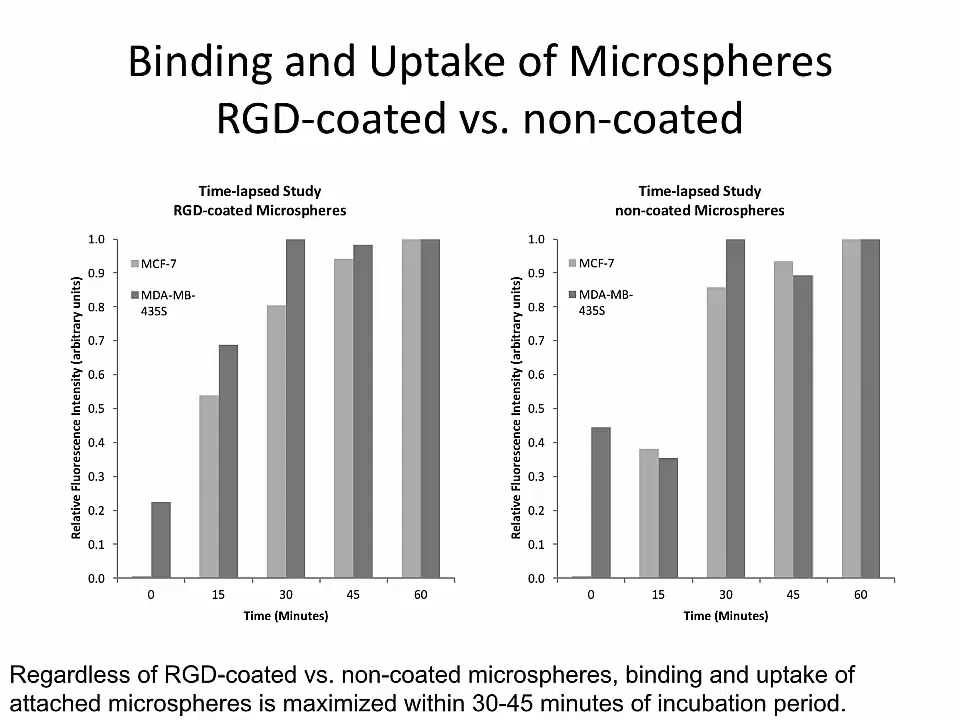 Binding and Uptake of Microspheres
RGD-coated vs. non-coated
Time-lapsed Study
RGD-coated Microspheres
Relative Fluorescence Intensity (arbitrary units)
1.0
0.9
0.8
0.7
0.6
0.5
0.4
0.3
0.2
0.1
0.0
MCF-7
MDA-MB-
435S
0 15 30 45 60
Time (Minutes)
Time-lapsed Study
non-coated Microspheres
Relative Fluorescence Intensity (arbitrary units)
1.0
0.9
0.8
0.7
0.6
0.5
0.4
0.3
0.2
0.1
0.0
MCF-7
MDA-MB-
435S
0 15 30 45 60
Time (Minutes)
Regardless of RGD-coated vs. non-coated microspheres, binding and uptake of
attached microspheres is maximized within 30-45 minutes of incubation period.